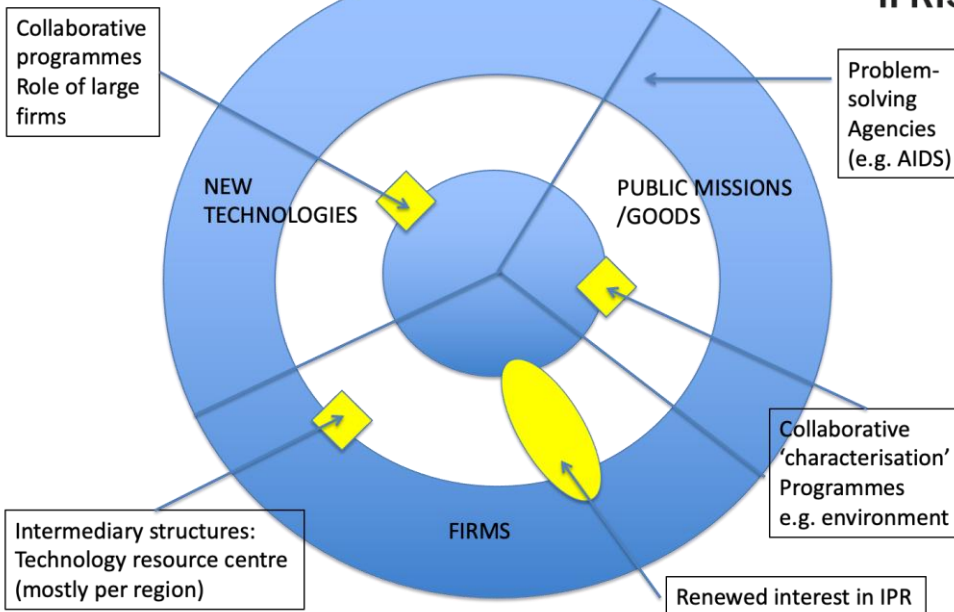 Collaborative
programmes
Role of large
firms
Problem-
solving
Agencies
(e.g. AIDS)
NEW
TECHNOLOGIES
PUBLIC MISSIONS
/GOODS
Collaborative
‘characterisation’
Programmes
e.g. environment
Intermediary structures:
Technology resource centre
(mostly per region)
FIRMS
Renewed interest in IPR